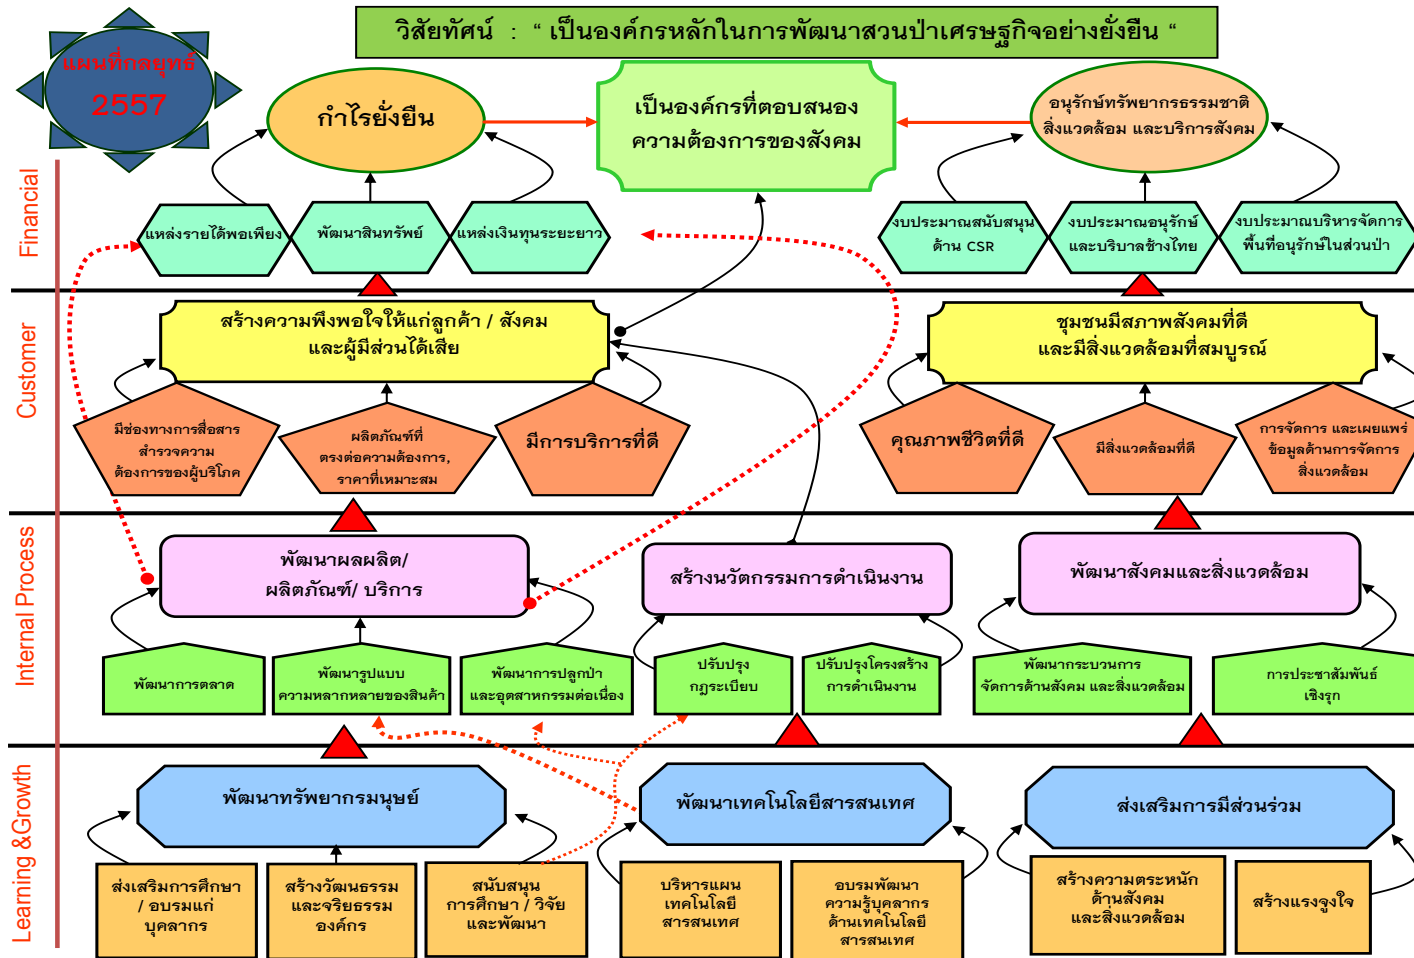 วิสัยทัศน์ : “ เป็นองค์กรหลักในการพัฒนาสวนป่าเศรษฐกิจอย่างยั่งยืน “
แผนที่กลยุทธ์
2557
กำไรยั่งยืน
เป็นองค์กรที่ตอบสนอง
ความต้องการของสังคม
อนุรักษ์ทรัพยากรธรรมชาติ
สิ่งแวดล้อม และบริการสังคม
Financial
แหล่งรายได้พอเพียง
พัฒนาสินทรัพย์
แหล่งเงินทุนระยะยาว
งบประมาณสนับสนุน
ด้าน CSR
งบประมาณอนุรักษ์
และบริบาลช้างไทย
งบประมาณบริหารจัดการ
พื้นที่อนุรักษ์ในส่วนป่า
Customer
สร้างความพึงพอใจให้แก่ลูกค้า / สังคม
และผู้มีส่วนได้เสีย
ชุมชนมีสภาพสังคมที่ดี
และมีสิ่งแวดล้อมที่สมบูรณ์
มีช่องทางการสื่อสาร
สำรวจความ
ต้องการของผู้บริโภค
ผลิตภัณฑ์ที่
ตรงต่อความต้องการ,
ราคาที่เหมาะสม
มีการบริการที่ดี
คุณภาพชีวิตที่ดี
มีสิ่งแวดล้อมที่ดี
การจัดการ และเผยแพร่
ข้อมูลด้านการจัดการ
สิ่งแวดล้อม
Internal Process
พัฒนาผลผลิต/
ผลิตภัณฑ์/ บริการ
สร้างนวัตกรรมการดำเนินงาน
พัฒนาสังคมและสิ่งแวดล้อม
พัฒนาการตลาด
พัฒนารูปแบบ
ความหลากหลายของสินค้า
พัฒนาการปลูกป่า
และอุตสาหกรรมต่อเนื่อง
ปรับปรุง
กฎระเบียบ
ปรับปรุงโครงสร้าง
การดำเนินงาน
พัฒนากระบวนการ
จัดการด้านสังคม และสิ่งแวดล้อม
การประชาสัมพันธ์
เชิงรุก
Learning &Growth
พัฒนาทรัพยากรมนุษย์
พัฒนาเทคโนโลยีสารสนเทศ
ส่งเสริมการมีส่วนร่วม
ส่งเสริมการศึกษา
/ อบรมแก่
บุคลากร
สร้างวัฒนธรรม
และจริยธรรม
องค์กร
สนับสนุน
การศึกษา / วิจัย
และพัฒนา
บริหารแผน
เทคโนโลยี
สารสนเทศ
อบรมพัฒนา
ความรู้บุคลากร
ด้านเทคโนโลยี
สารสนเทศ
สร้างความตระหนัก
ด้านสังคม
และสิ่งแวดล้อม
สร้างแรงจูงใจ